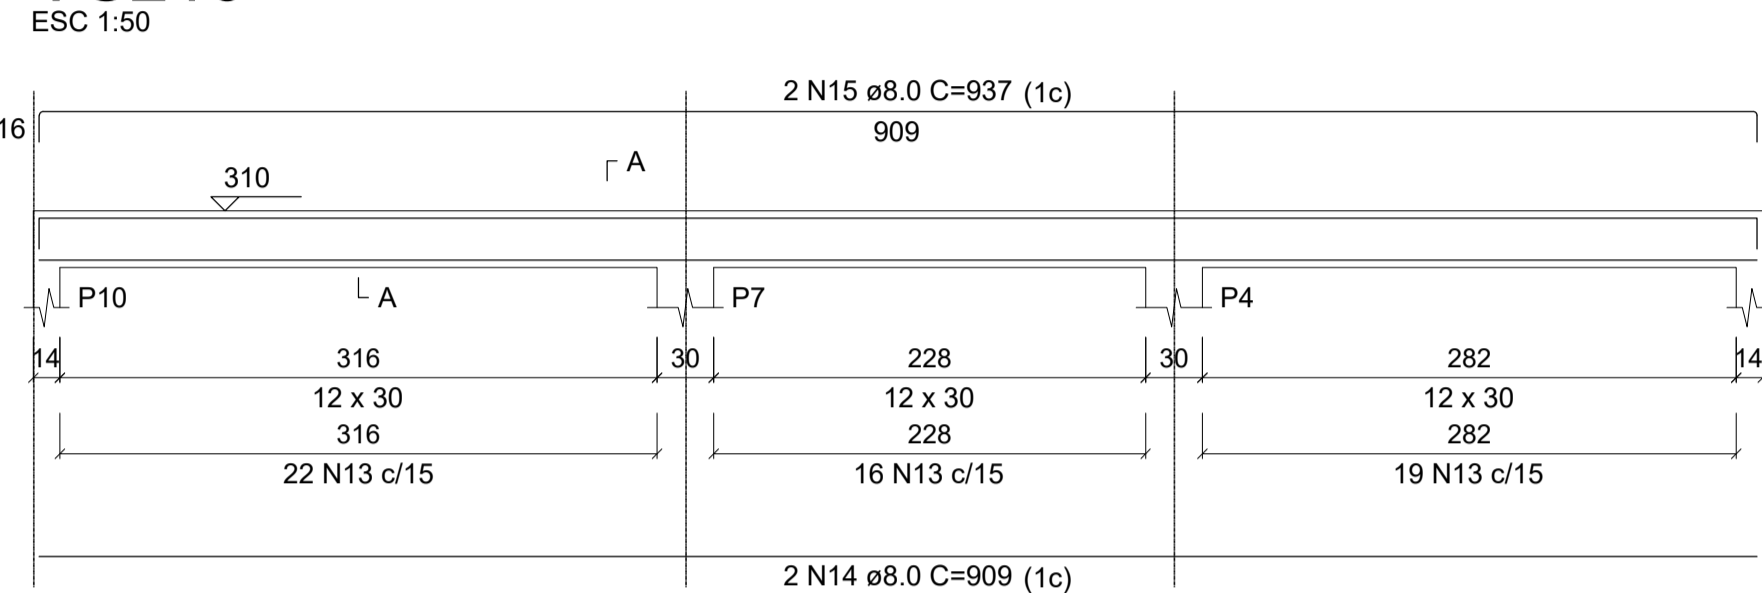 ESC 1:50
2 N15 ø8.0 C=937 (1c)
16
909
A
310
P10
A
P7
P4
14 316 30 228 30 282 14
12 x 30 12 x 30 12 x 30
316 228 282
22 N13 c/15 16 N13 c/15 19 N13 c/15
2 N14 ø8.0 C=909 (1c)